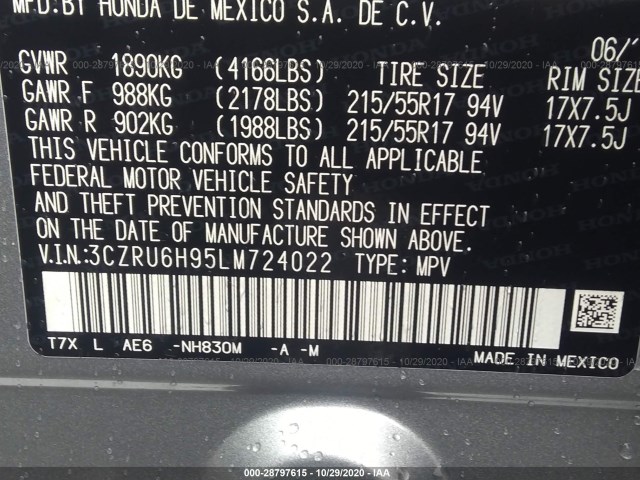 MFD.BY HONDA DE MEXICO S.A. DE C.V.
06/
GVWR 1890KG (4166LBS) TIRE SIZE RIM SIZE
GAWR F 988KG (2178LBS) 215/55R17 94V 17X7.5J
GAWR R 902KG (1988LBS) 215/55R17 94V 17X7.5J
THIS VEHICLE CONFORMS TO ALL APPLICABLE
FEDERAL MOTOR VEHICLE SAFETY
AND THEFT PREVENTION STANDARDS IN EFFECT
ON THE DATE OF MANUFACTURE SHOWN ABOVE.
V.I.N.:3CZRU6H95LM724022 TYPE: MPV
T7X L AE6 -NH830M -A -M
MADE IN MEXICO
000-28797615 - 10/29/2020 - IAA